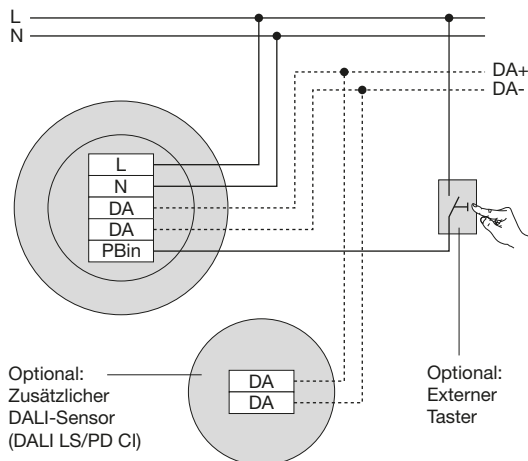 L
N
DA+
DA-
L
N
DA
DA
PBin
Optional:
Zusätzlicher
DALI-Sensor
(DALI LS/PD CI)
DA
DA
Optional:
Externer
Taster